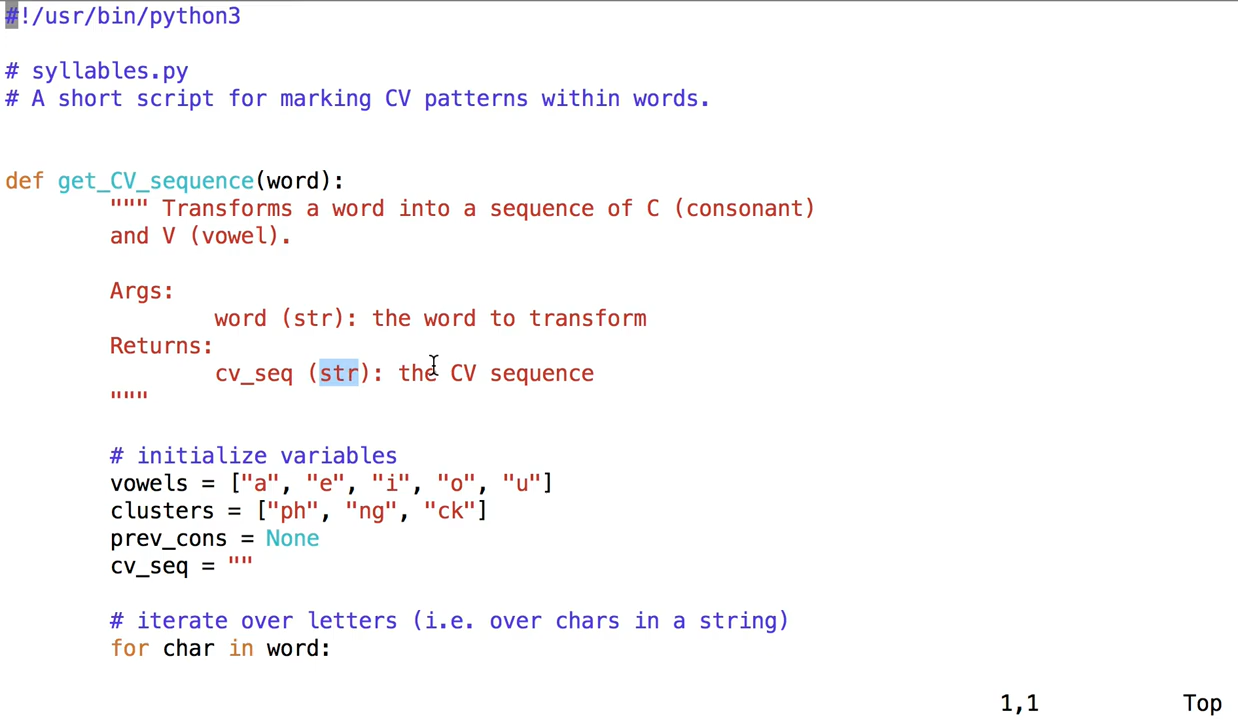 #!/usr/bin/python3
# syllables.py
# A short script for marking CV patterns within words.
def get_CV_sequence(word):
""" Transforms a word into a sequence of C (consonant)
and V (vowel).
Args:
word (str): the word to transform
Returns:
cv_seq (str): the CV sequence
"""
# initialize variables
vowels = ["a", "e", "i", "o", "u"]
clusters = ["ph", "ng", "ck"]
prev_cons = None
cv_seq = ""
# iterate over letters (i.e. over chars in a string)
for char in word:
1,1 Top